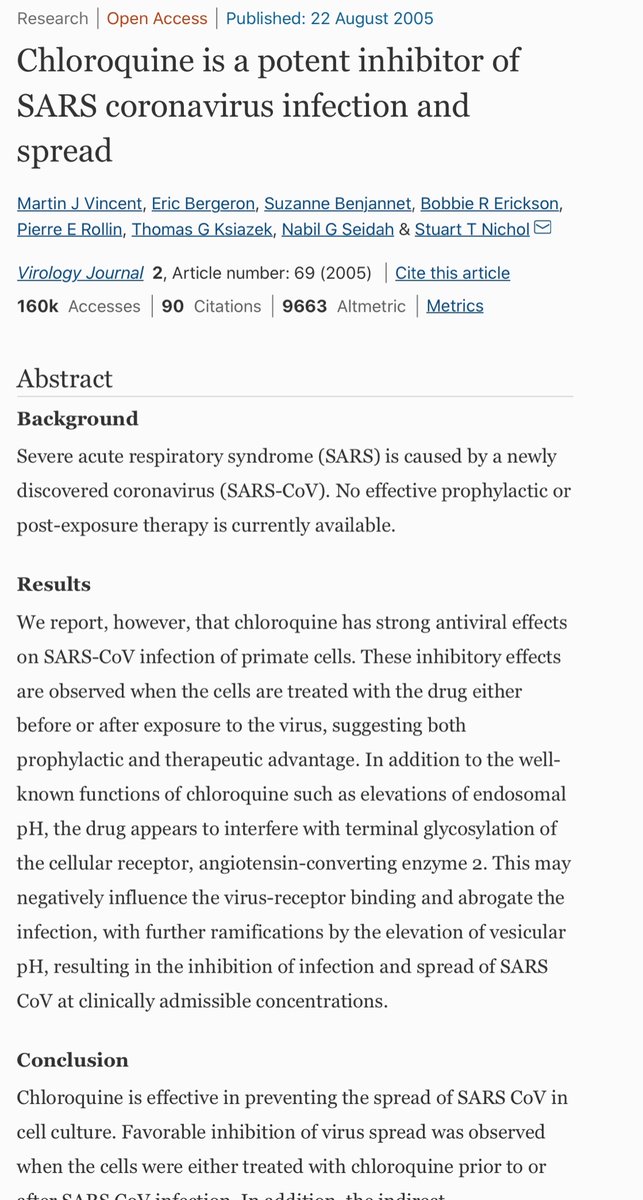 Research | Open Access | Published: 22 August 2005
Chloroquine is a potent inhibitor of
SARS coronavirus infection and
spread
Martin J Vincent, Eric Bergeron, Suzanne Benjannet, Bobbie R Erickson,
Pierre E Rollin, Thomas G Ksiazek, Nabil G Seidah & Stuart T Nichol
Virology Journal 2, Article number: 69 (2005) | Cite this article
160k Accesses | 90 Citations | 9663 Altmetric | Metrics
Abstract
Background
Severe acute respiratory syndrome (SARS) is caused by a newly
discovered coronavirus (SARS-CoV). No effective prophylactic or
post-exposure therapy is currently available.
Results
We report, however, that chloroquine has strong antiviral effects
on SARS-CoV infection of primate cells. These inhibitory effects
are observed when the cells are treated with the drug either
before or after exposure to the virus, suggesting both
prophylactic and therapeutic advantage. In addition to the well-
known functions of chloroquine such as elevations of endosomal
pH, the drug appears to interfere with terminal glycosylation of
the cellular receptor, angiotensin-converting enzyme 2. This may
negatively influence the virus-receptor binding and abrogate the
infection, with further ramifications by the elevation of vesicular
pH, resulting in the inhibition of infection and spread of SARS
CoV at clinically admissible concentrations.
Conclusion
Chloroquine is effective in preventing the spread of SARS CoV in
cell culture. Favorable inhibition of virus spread was observed
when the cells were either treated with chloroquine prior to or
after SARS CoV infection. In addition, the indirect